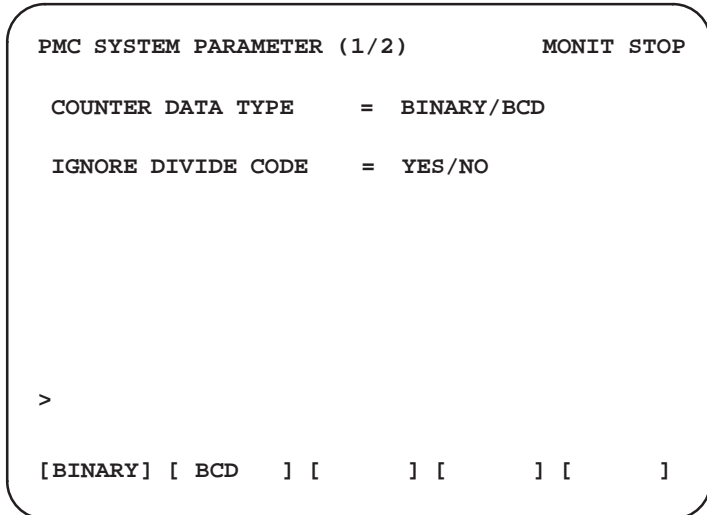 PMC SYSTEM PARAMETER (1/2) MONIT STOP
COUNTER DATA TYPE = BINARY/BCD
IGNORE DIVIDE CODE = YES/NO
>
[BINARY] [ BCD ] [ ] [ ] [ ]